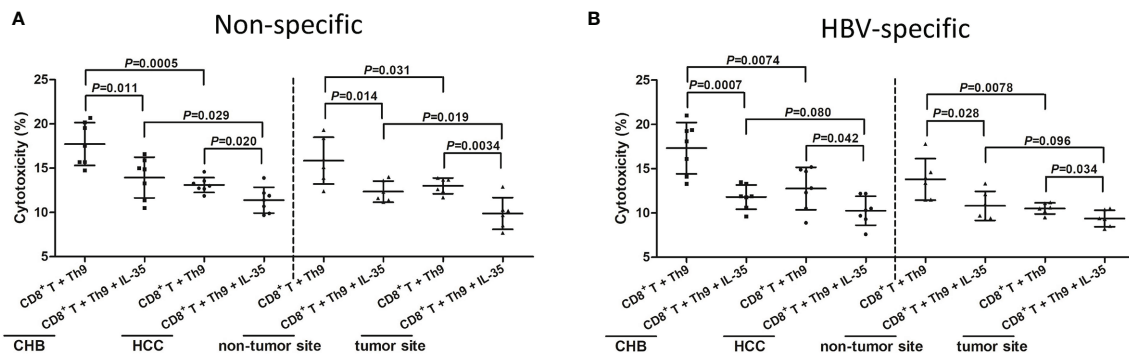 A
Non-specific
P=0.0005
P=0.011
P=0.029
P=0.020
P=0.031
P=0.014
P=0.019
P=0.0034
Cytotoxicity (%)
25
20
15
10
5
CD8+ T + Th9
CD8+ T + Th9 + IL-35
CD8+ T + Th9
CD8+ T + Th9 + IL-35
CD8+ T + Th9
CD8+ T + Th9 + IL-35
CD8+ T + Th9
CD8+ T + Th9 + IL-35
CHB
HCC
non-tumor site
tumor site
B
HBV-specific
P=0.0074
P=0.0007
P=0.080
P=0.042
P=0.0078
P=0.028
P=0.096
P=0.034
Cytotoxicity (%)
25
20
15
10
5
CD8+ T + Th9
CD8+ T + Th9 + IL-35
CD8+ T + Th9
CD8+ T + Th9 + IL-35
CD8+ T + Th9
CD8+ T + Th9 + IL-35
CD8+ T + Th9
CD8+ T + Th9 + IL-35
CHB
HCC
non-tumor site
tumor site